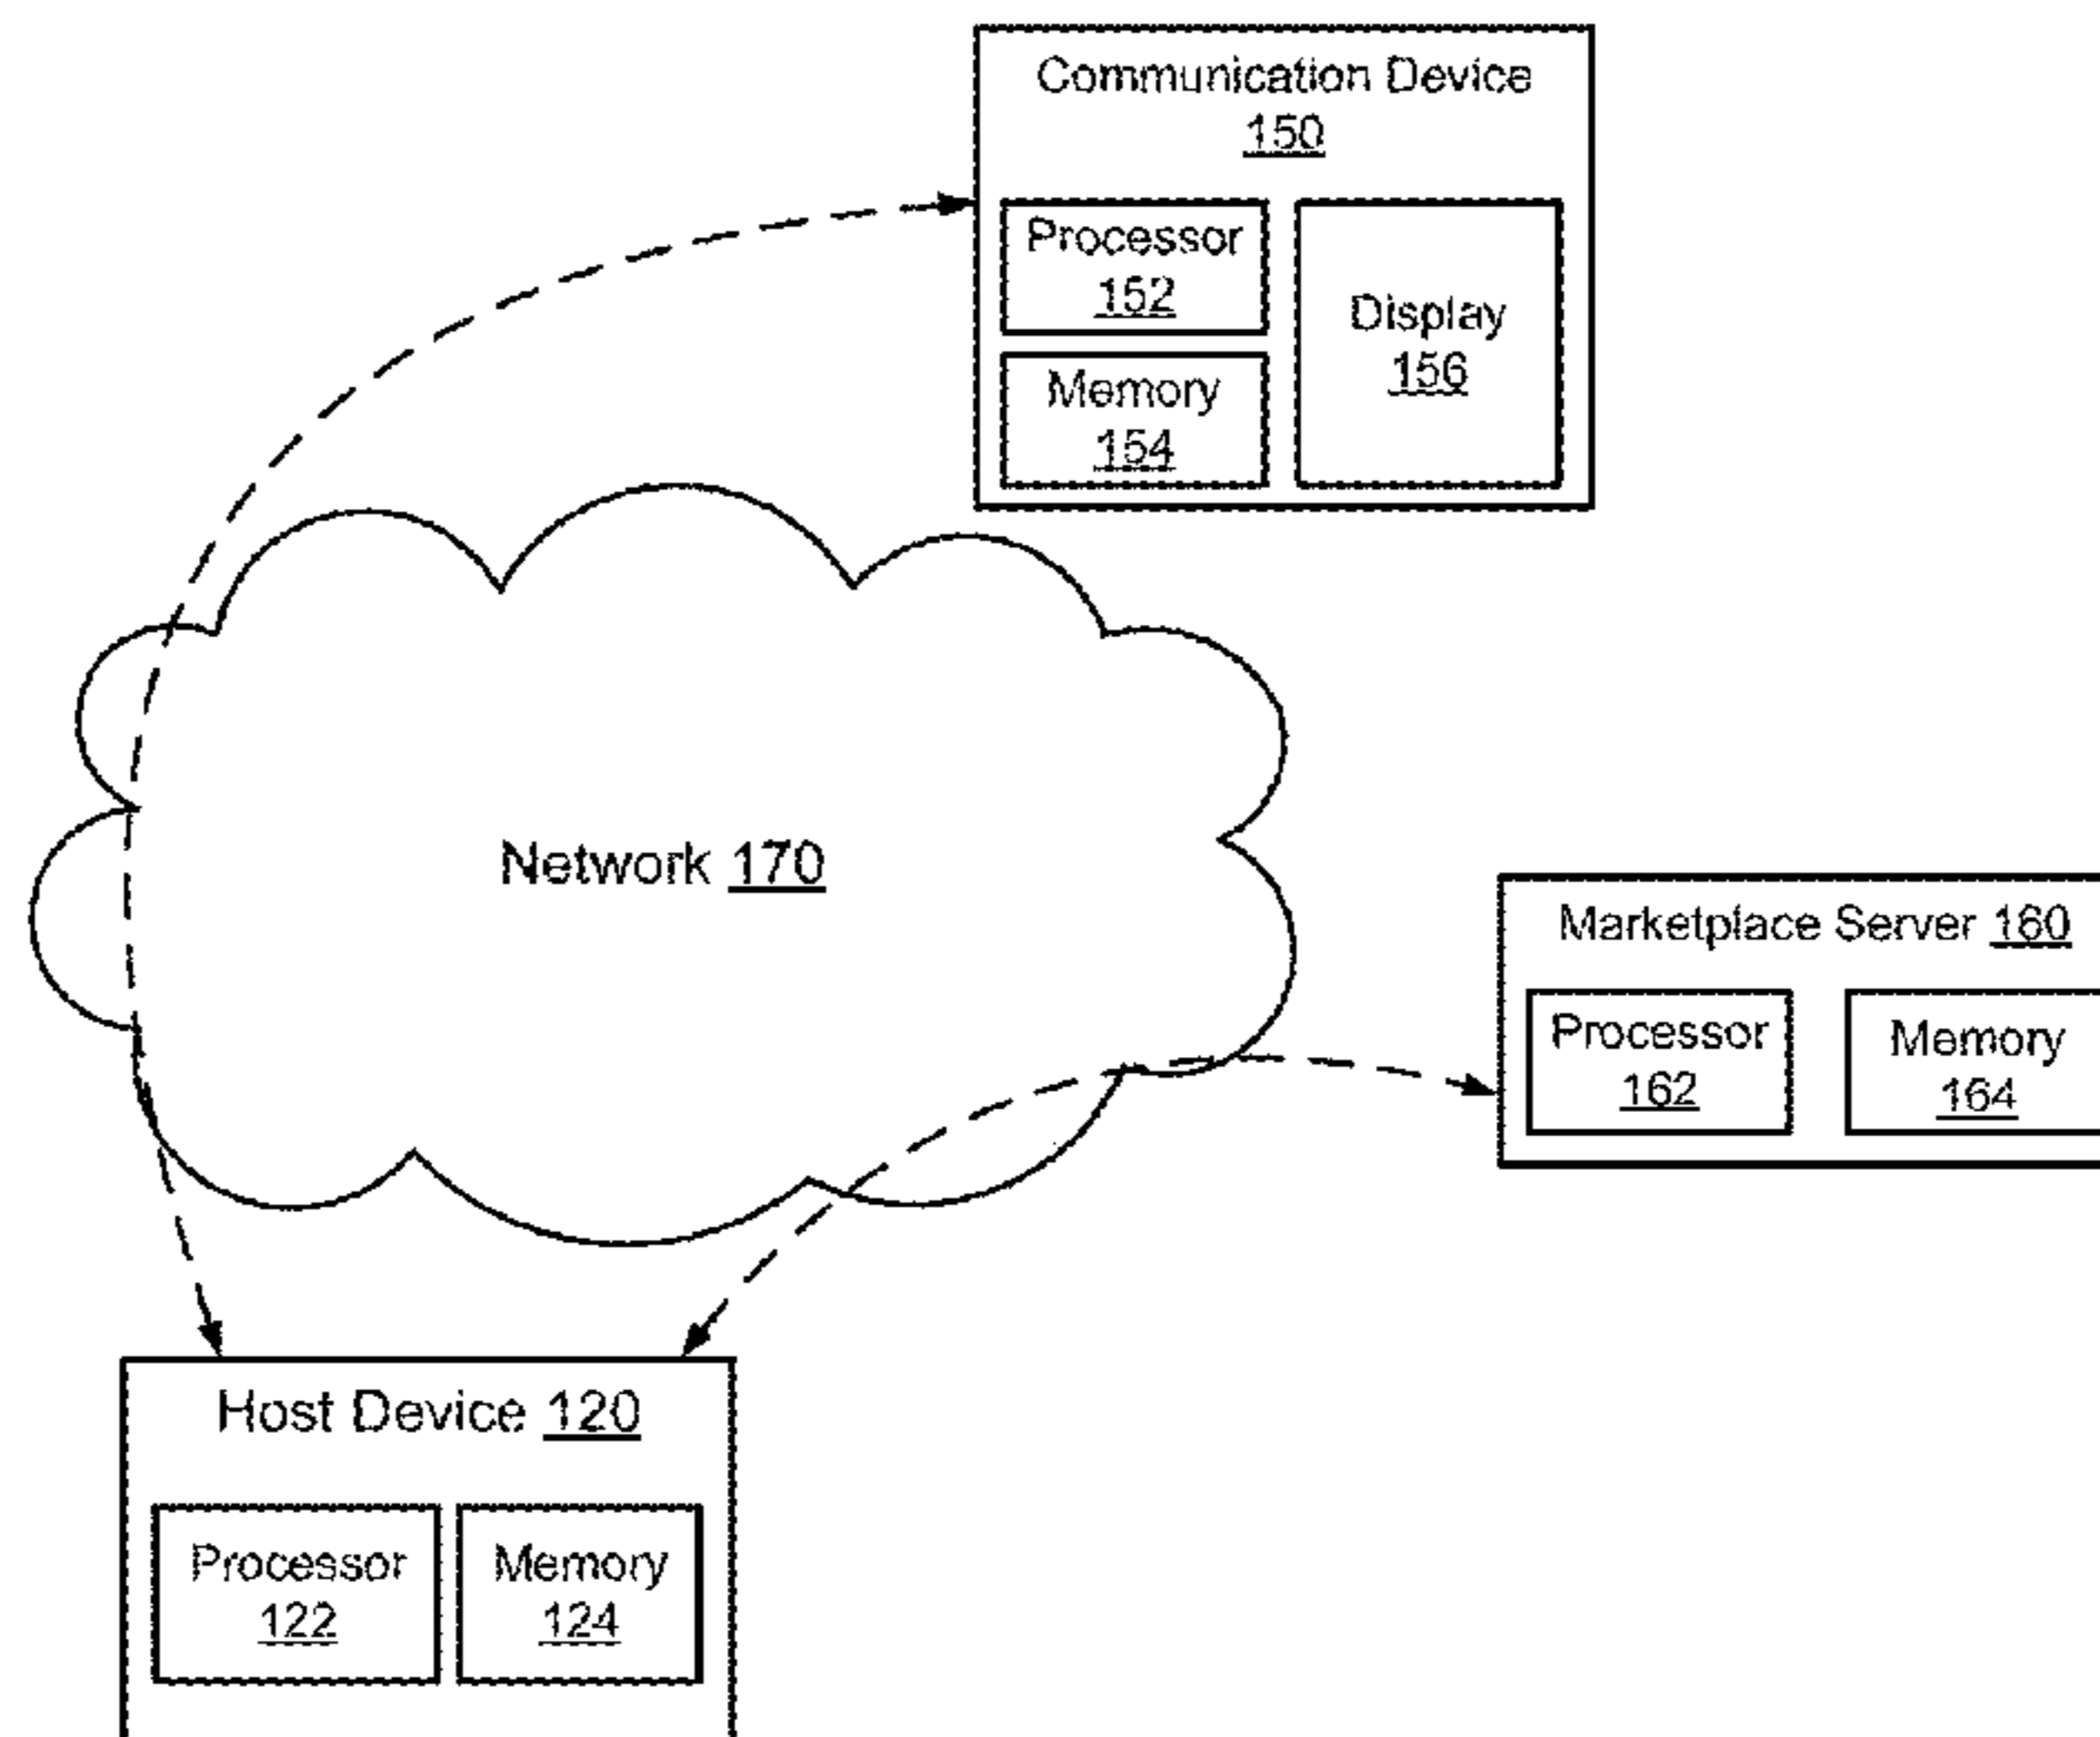 Communication Device
150
Processor
152
Display
156
Memory
154
Network 170
Marketplace Server 160
Processor
162
Memory
164
Host Device 120
Processor
122
Memory
124